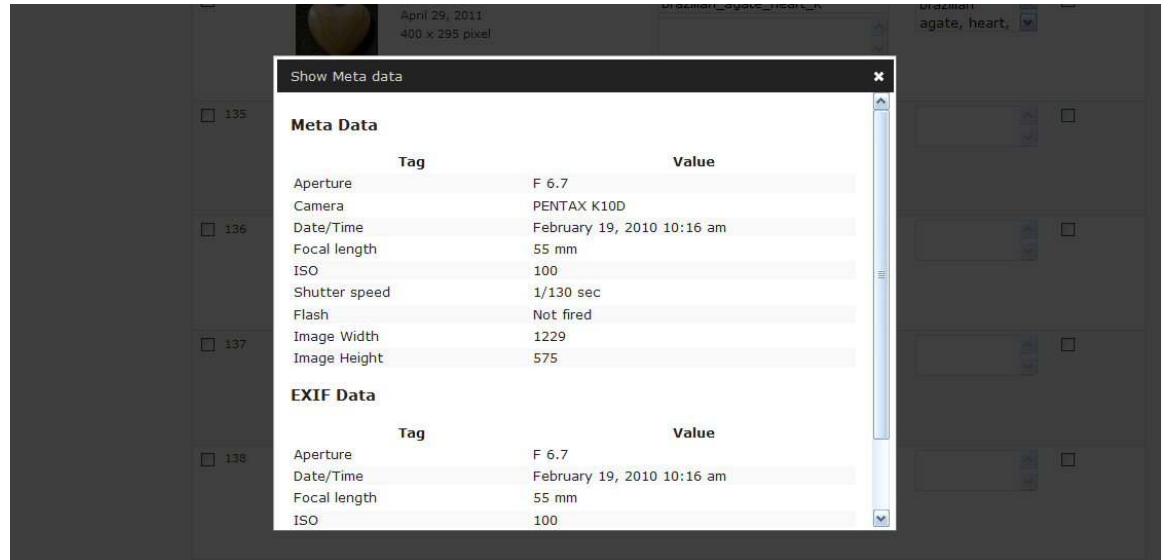 brazilian_agate_heart_k
brazilian
April 29, 2011
400 x 295 pixel
agate, heart,
Show Meta data
135
Meta Data
Tag Value
Aperture F 6.7
Camera PENTAX K10D
Date/Time February 19, 2010 10:16 am
136
Focal length 55 mm
ISO 100
Shutter speed 1/130 sec
Flash Not fired
Image Width 1229
137
Image Height 575
EXIF Data
Tag Value
Aperture F 6.7
138
Date/Time February 19, 2010 10:16 am
Focal length 55 mm
ISO 100